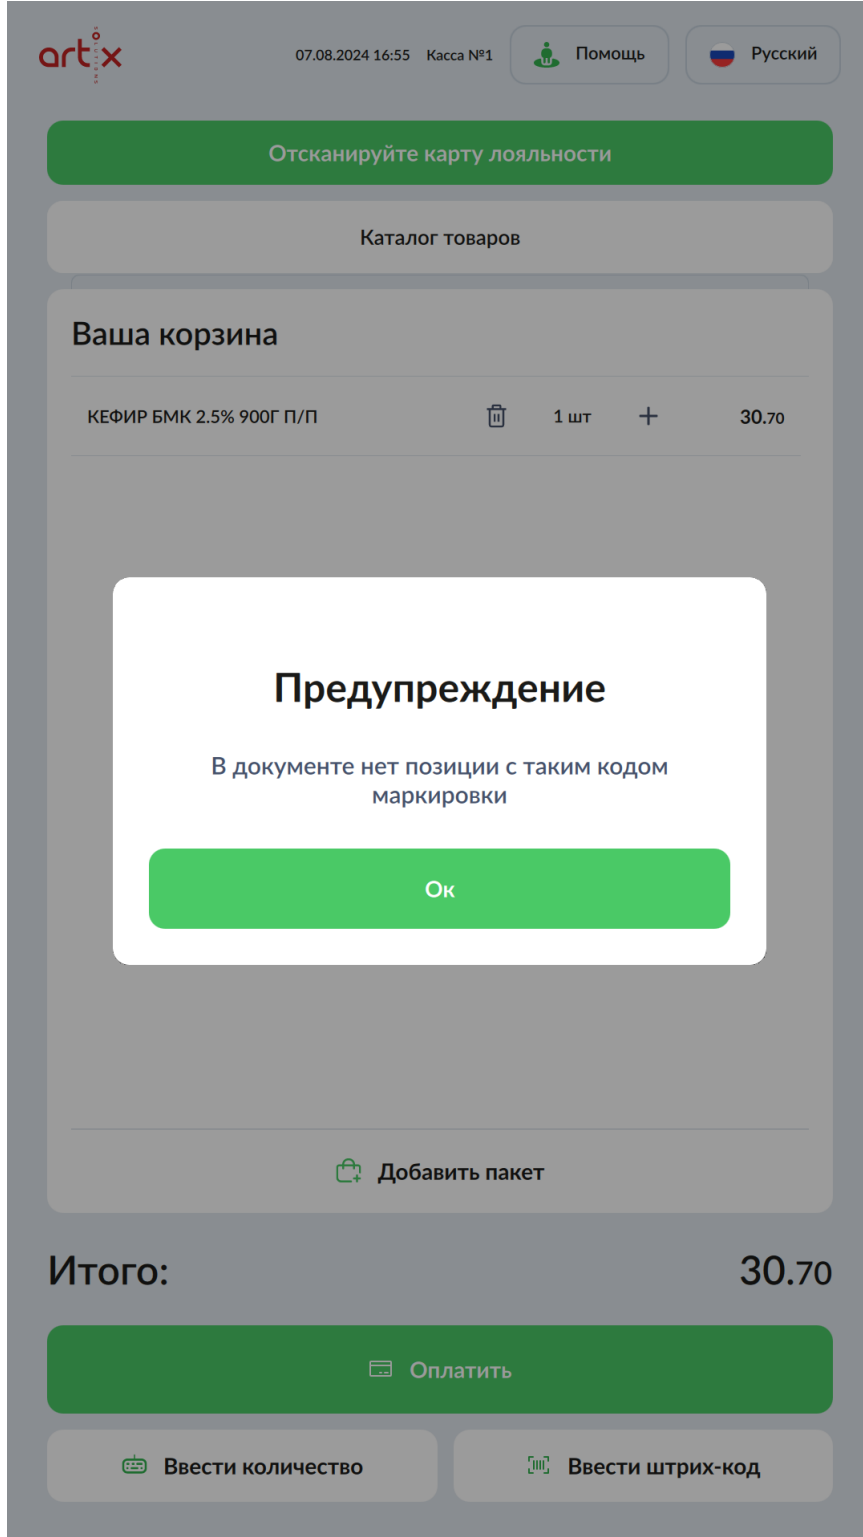 artix
07.08.2024 16:55 Касса №1 Помощь Русский
Отсканируйте карту лояльности
Каталог товаров
Ваша корзина
КЕФИР БМК 2.5% 900Г П/П 1 шт 30.70
Предупреждение
В документе нет позиции с таким кодом
маркировки
Ок
Добавить пакет
Итого: 30.70
Оплатить
Ввести количество Ввести штрих-код